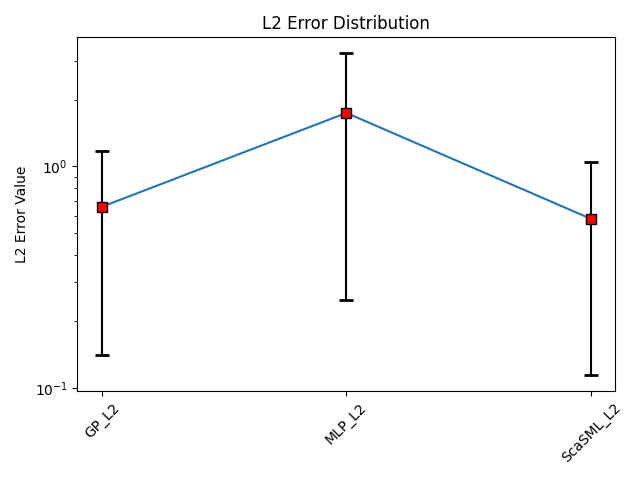 L2 Error Distribution
L2 Error Value
10⁰
10⁻¹
GP_L2
MLP_L2
ScaSML_L2